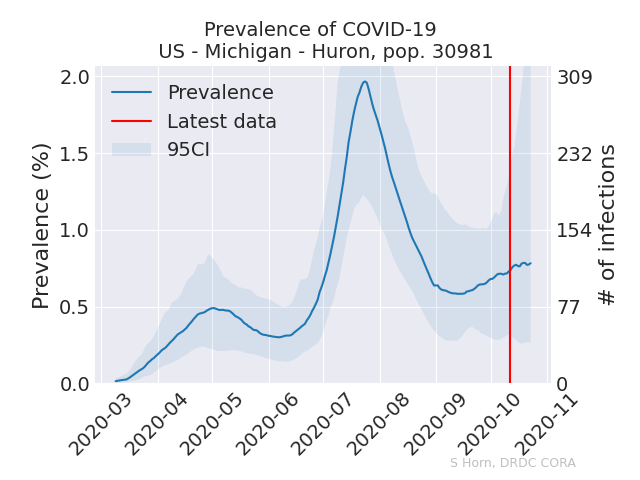 Prevalence of COVID-19
US - Michigan - Huron, pop. 30981
Prevalence
Latest data
95CI
Prevalence (%)
2.0
1.5
1.0
0.5
0.0
# of infections
309
232
154
77
0
2020-03
2020-04
2020-05
2020-06
2020-07
2020-08
2020-09
2020-10
2020-11
S Horn, DRDC CORA